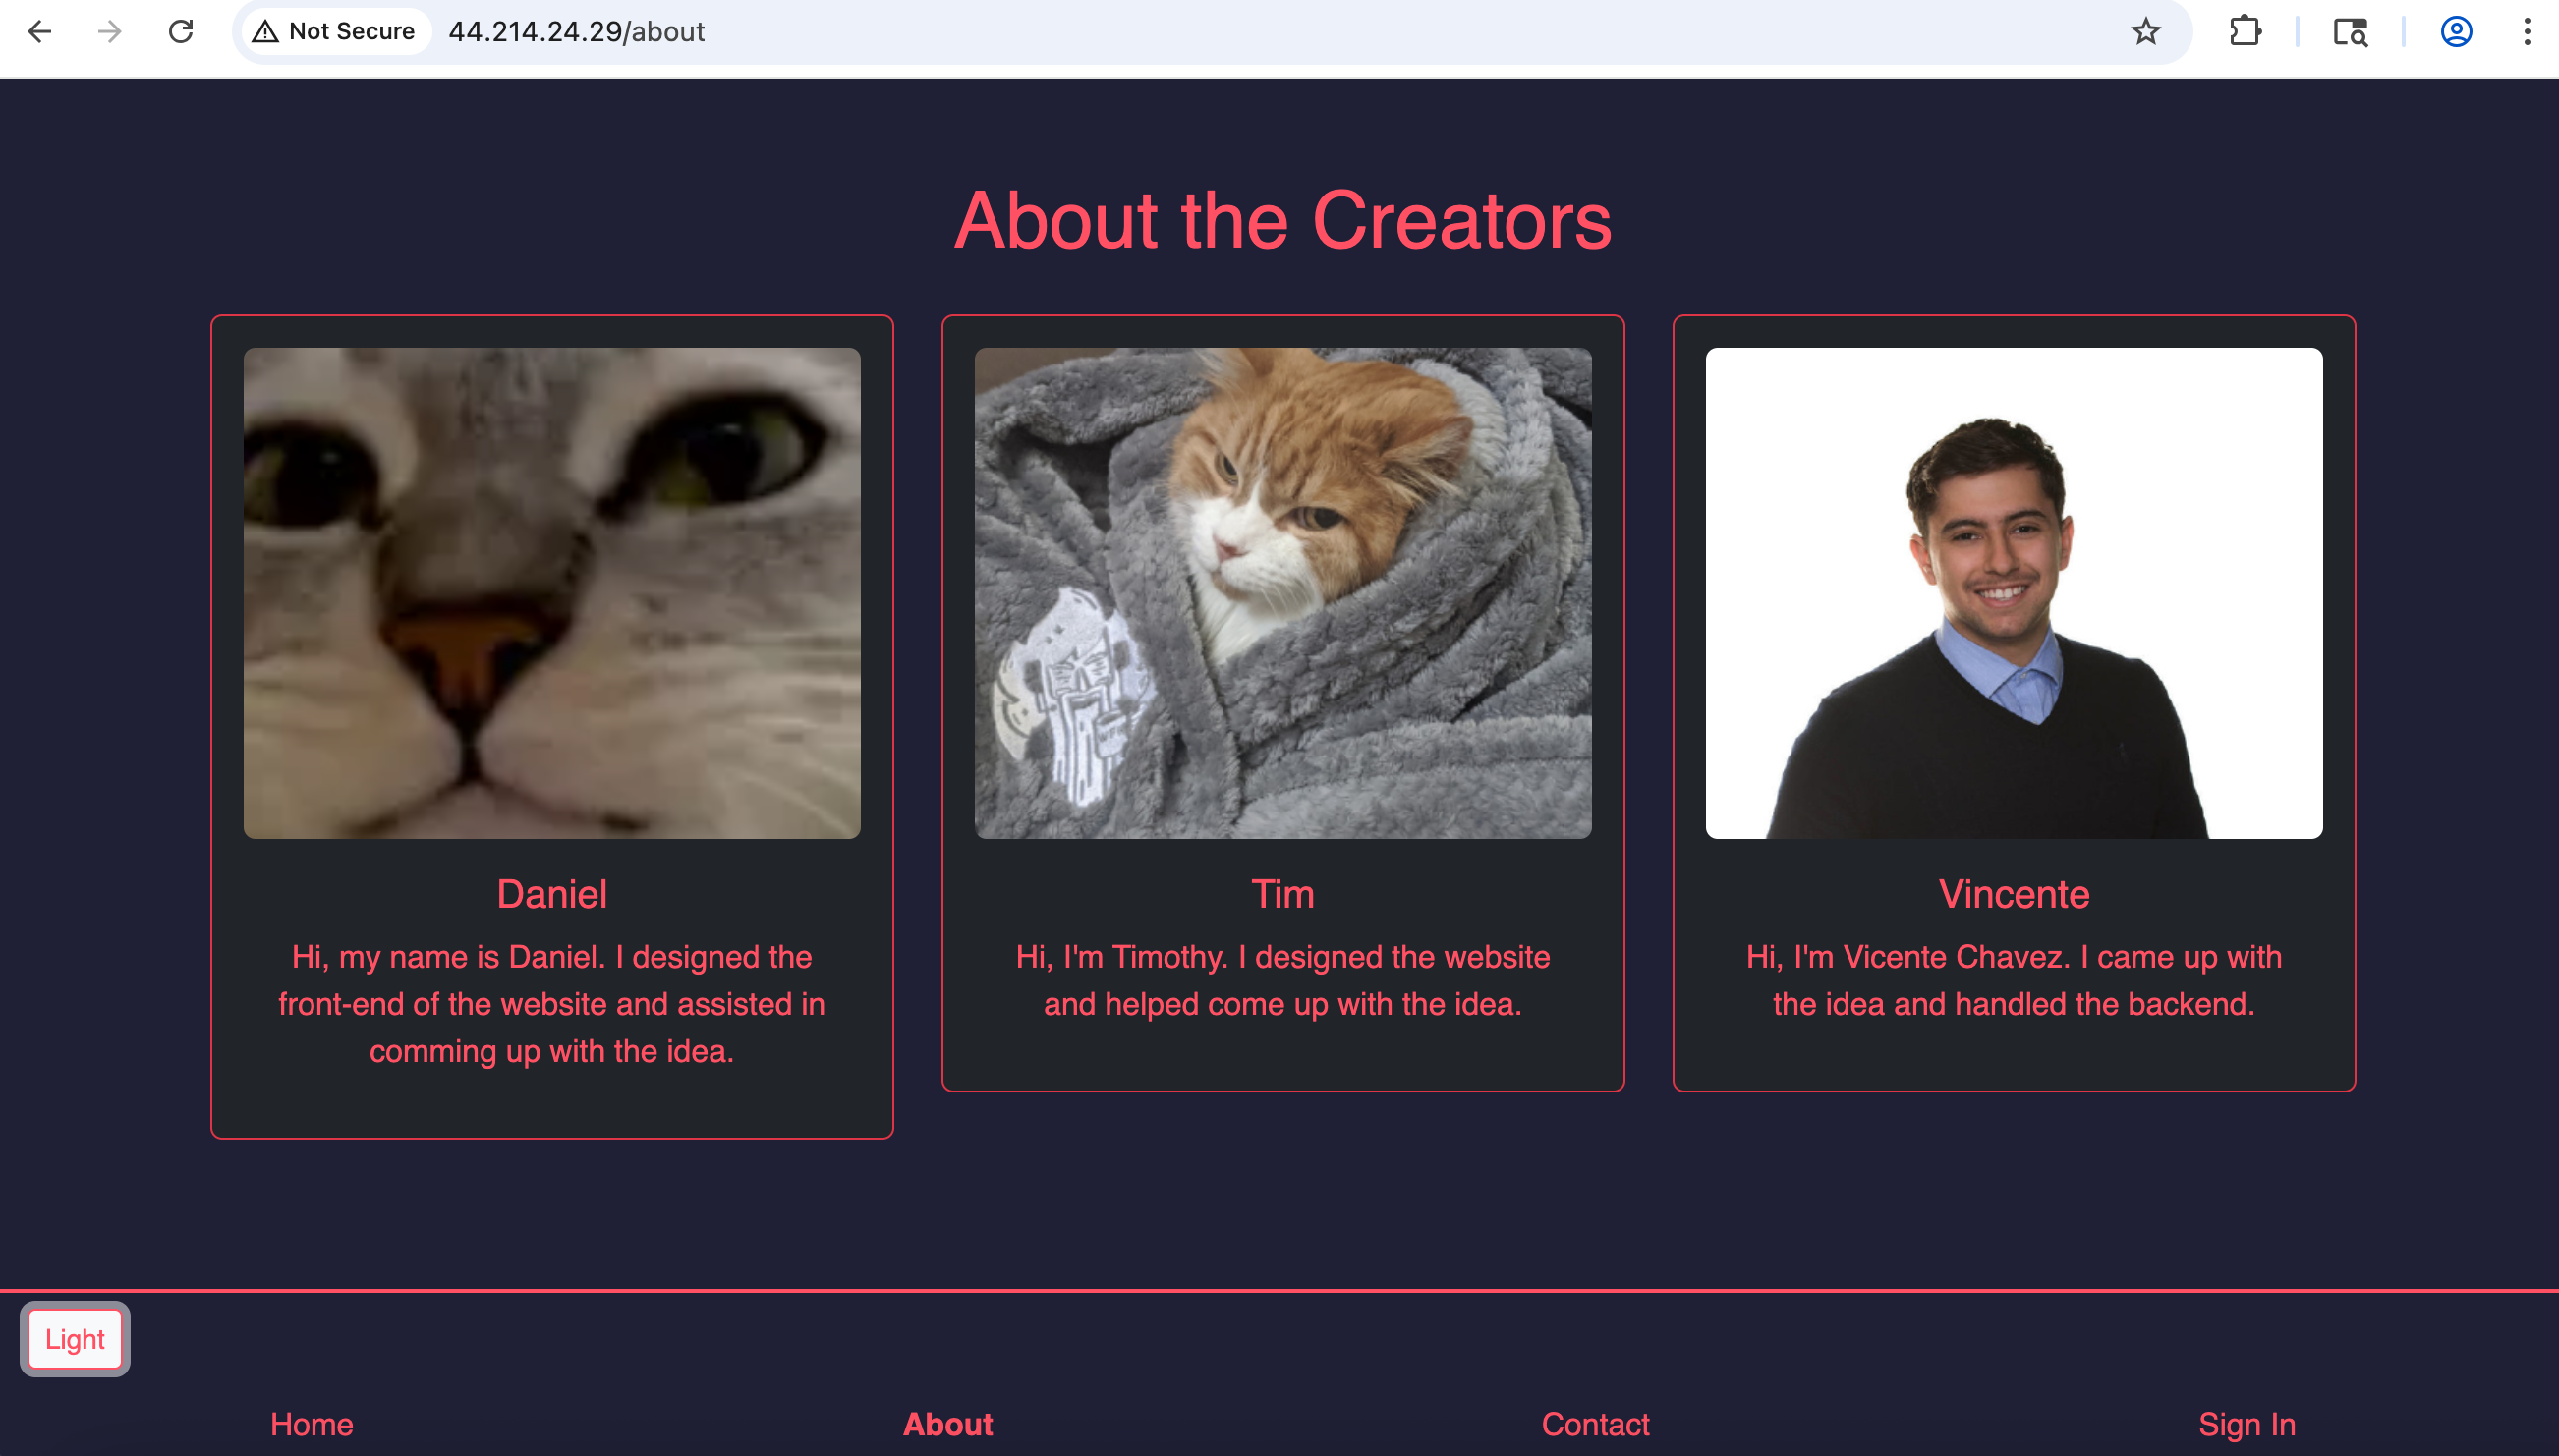 Not Secure
44.214.24.29/about
About the Creators
Daniel
Hi, my name is Daniel. I designed the
front-end of the website and assisted in
comming up with the idea.
Tim
Hi, I'm Timothy. I designed the website
and helped come up with the idea.
Vincente
Hi, I'm Vicente Chavez. I came up with
the idea and handled the backend.
Light
Home
About
Contact
Sign In